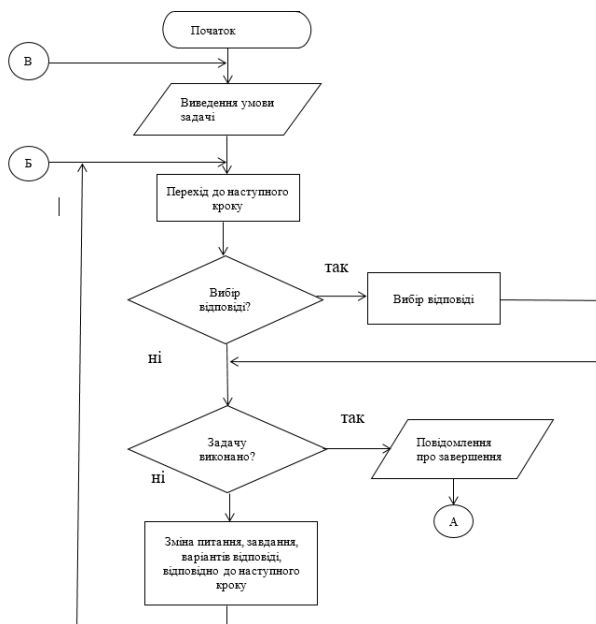 Початок
В
Виведення умови
задачі
Б
Перехід до наступного
кроку
так
Вибір
відповіді?
Вибір відповіді
ні
так
Задачу
виконано?
Повідомлення
про завершення
ні
А
Зміна питання, завдання,
варіантів відповіді,
відповідно до наступного
кроку